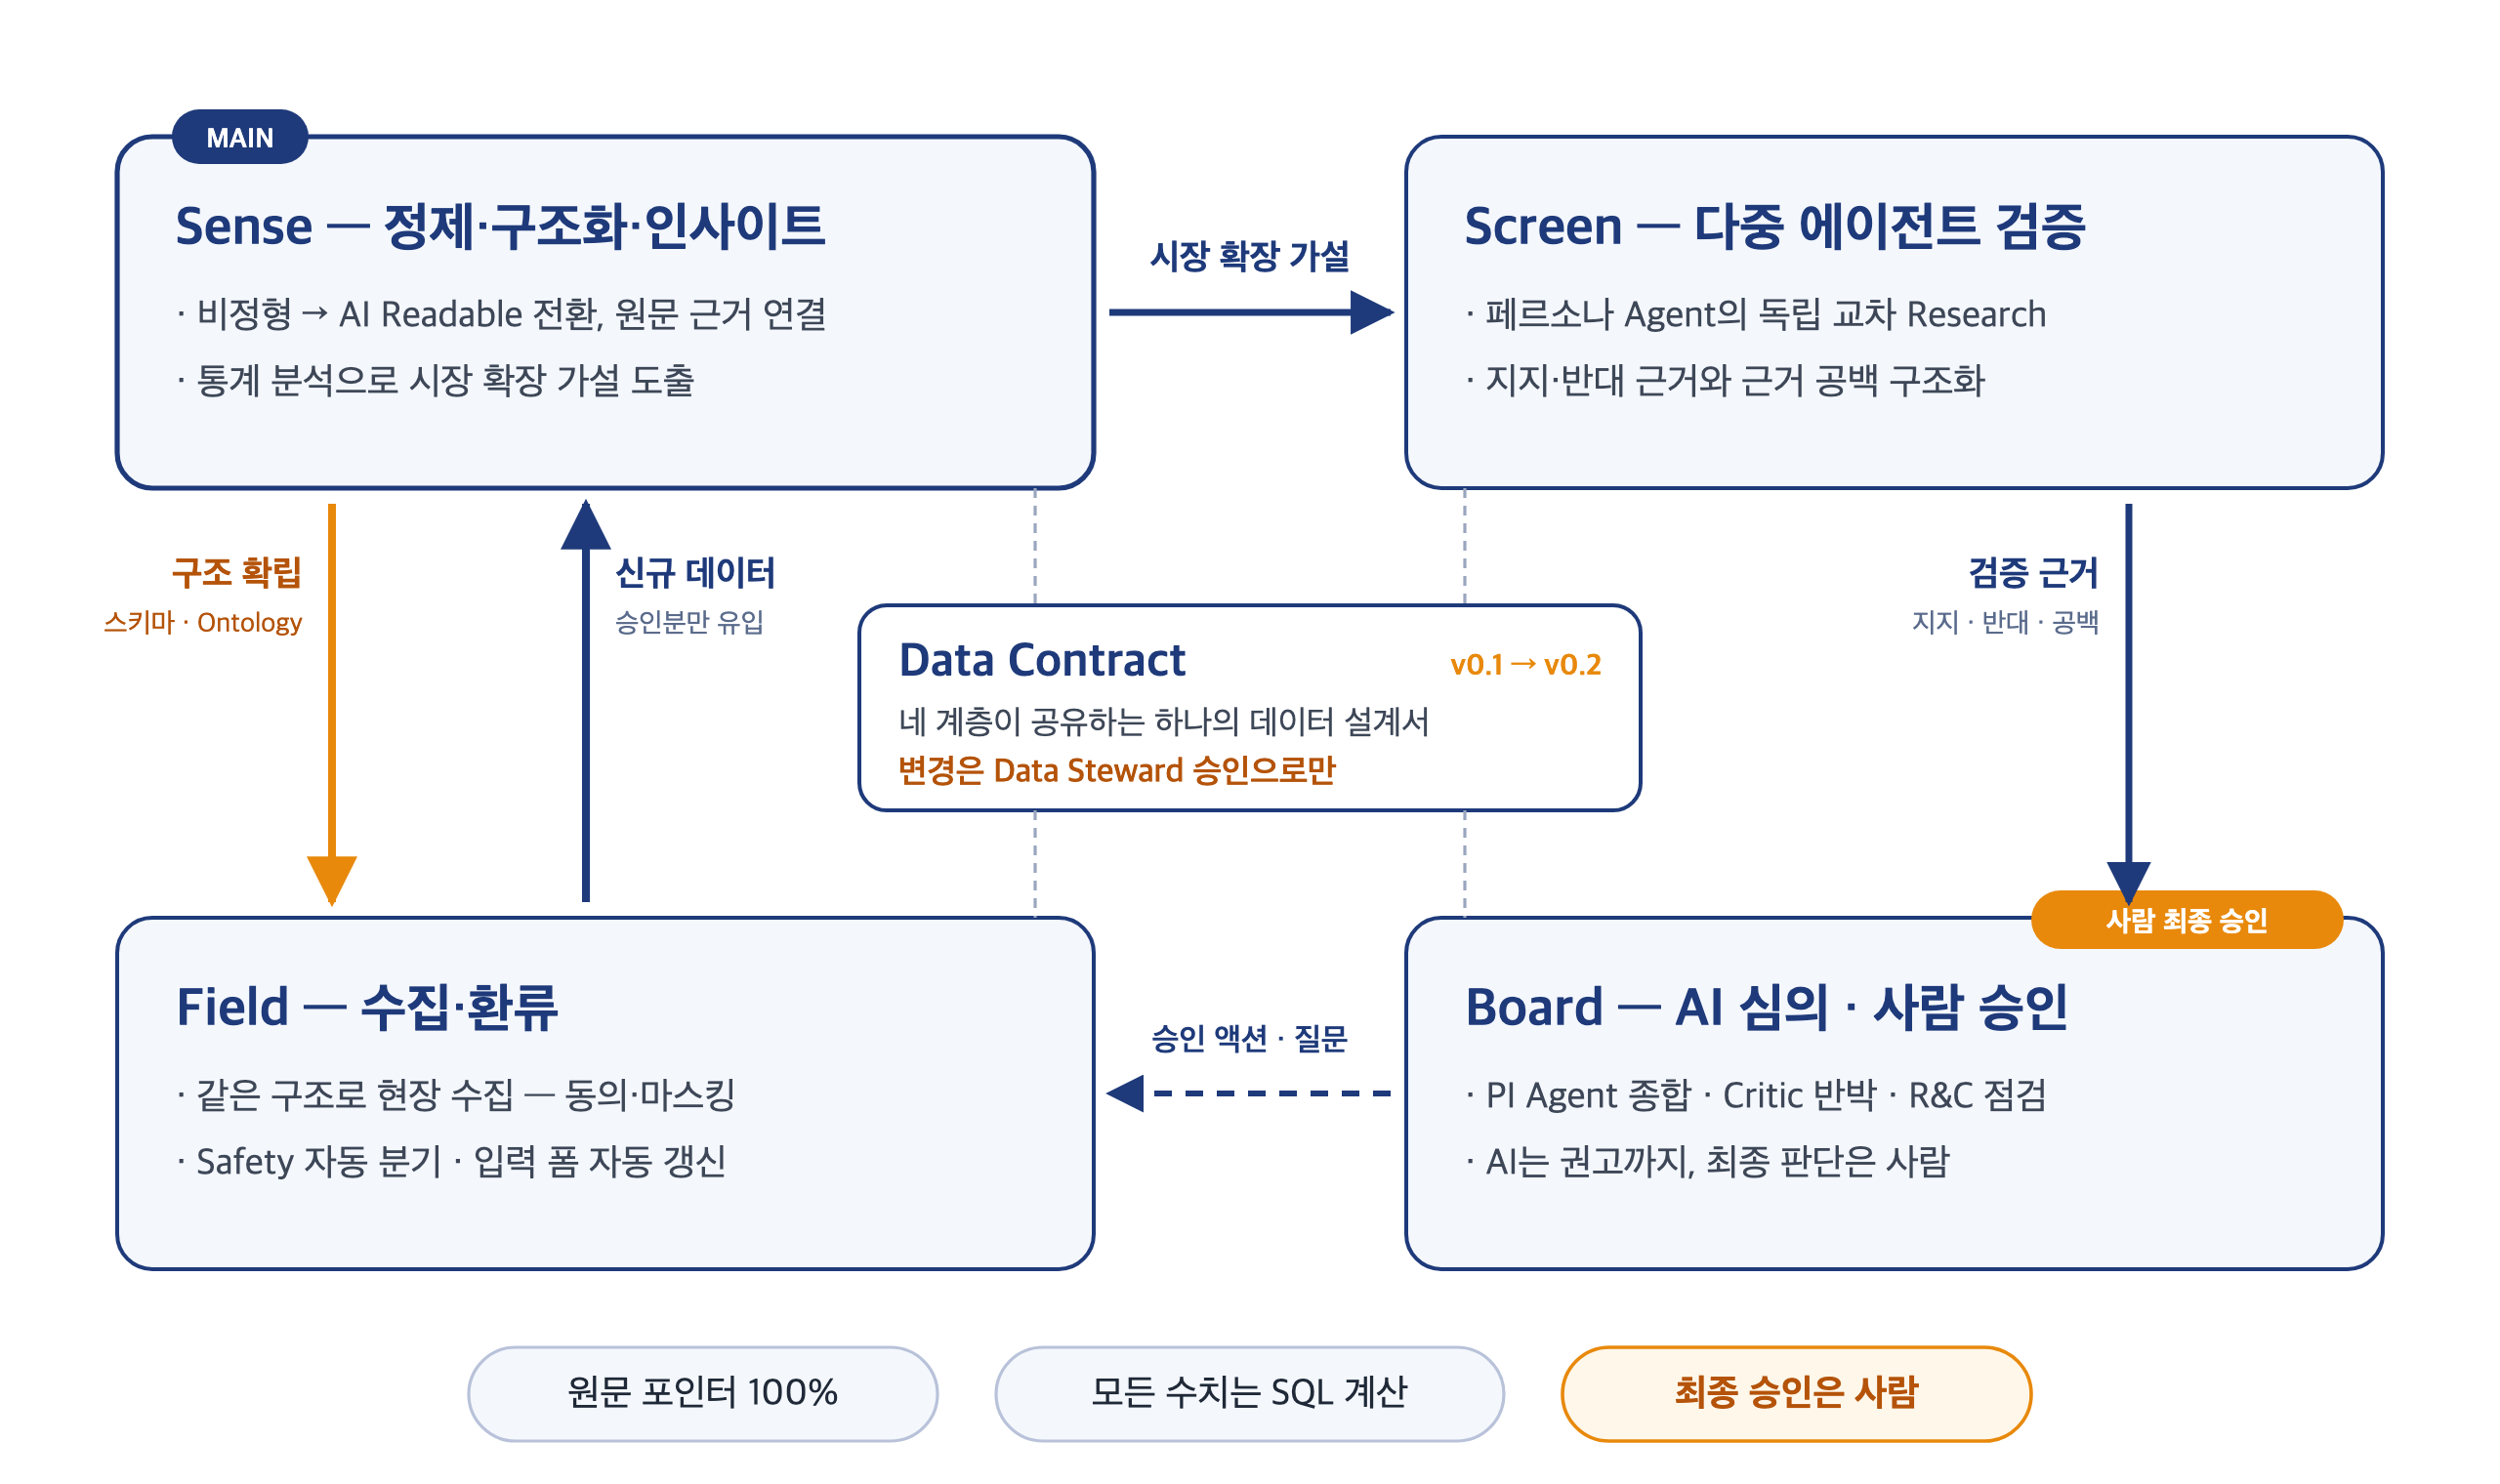 MAIN
Sense — 정제·구조화·인사이트
· 비정형 → AI Readable 전환, 원문 근거 연결
· 통계 분석으로 시장 확장 가설 도출
시장 확장 가설
Screen — 다중 에이전트 검증
· 페르소나 Agent의 독립 교차 Research
· 지지·반대 근거와 근거 공백 구조화
구조 확립
스키마 · Ontology
신규 데이터
승인분만 유입
검증 근거
지지 · 반대 · 공백
Data Contract
v0.1 → v0.2
네 계층이 공유하는 하나의 데이터 설계서
변경은 Data Steward 승인으로만
Field — 수집·환류
· 같은 구조로 현장 수집 — 동의·마스킹
· Safety 자동 분기 · 입력 폼 자동 갱신
승인 액션 · 질문
사람 최종 승인
Board — AI 심의 · 사람 승인
· PI Agent 종합 · Critic 반박 · R&C 점검
· AI는 권고까지, 최종 판단은 사람
원문 포인터 100%
모든 수치는 SQL 계산
최종 승인은 사람